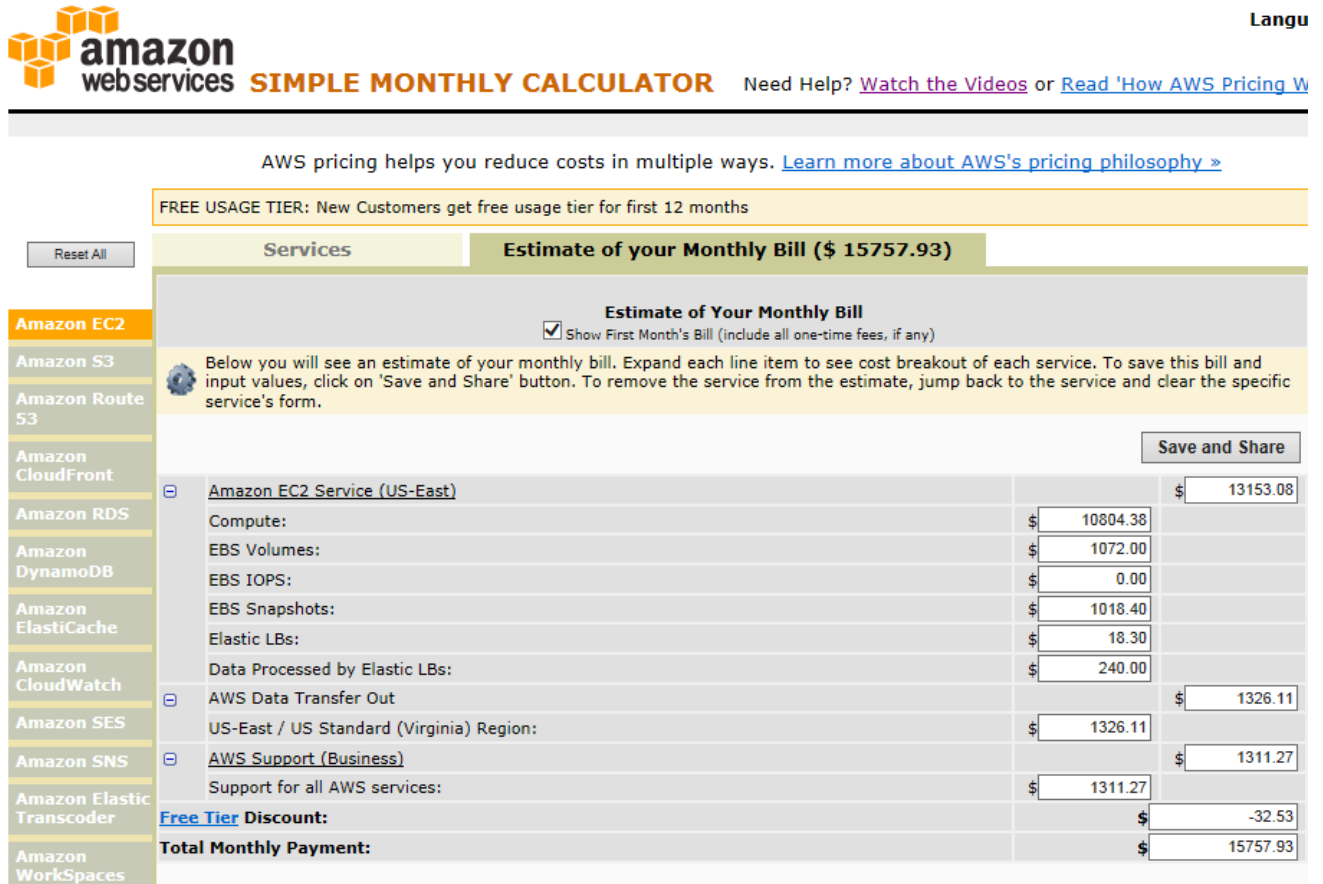 Langu
amazon
webservices SIMPLE MONTHLY CALCULATOR Need Help? Watch the Videos or Read 'How AWS Pricing W
AWS pricing helps you reduce costs in multiple ways. Learn more about AWS's pricing philosophy »
FREE USAGE TIER: New Customers get free usage tier for first 12 months
Reset All
Services
Estimate of your Monthly Bill ($ 15757.93)
Amazon EC2
Amazon S3
Amazon Route
53
Amazon
CloudFront
Amazon RDS
Amazon
DynamoDB
Amazon
ElastiCache
Amazon
CloudWatch
Amazon SES
Amazon SNS
Amazon Elastic
Transcoder
Amazon
WorkSpaces
Estimate of Your Monthly Bill
Show First Month's Bill (include all one-time fees, if any)
Below you will see an estimate of your monthly bill. Expand each line item to see cost breakout of each service. To save this bill and
input values, click on 'Save and Share' button. To remove the service from the estimate, jump back to the service and clear the specific
service's form.
Save and Share
Amazon EC2 Service (US-East) $ 13153.08
Compute: $ 10804.38
EBS Volumes: $ 1072.00
EBS IOPS: $ 0.00
EBS Snapshots: $ 1018.40
Elastic LBs: $ 18.30
Data Processed by Elastic LBs: $ 240.00
AWS Data Transfer Out $ 1326.11
US-East / US Standard (Virginia) Region: $ 1326.11
AWS Support (Business) $ 1311.27
Support for all AWS services: $ 1311.27
Free Tier Discount: $ -32.53
Total Monthly Payment: $ 15757.93